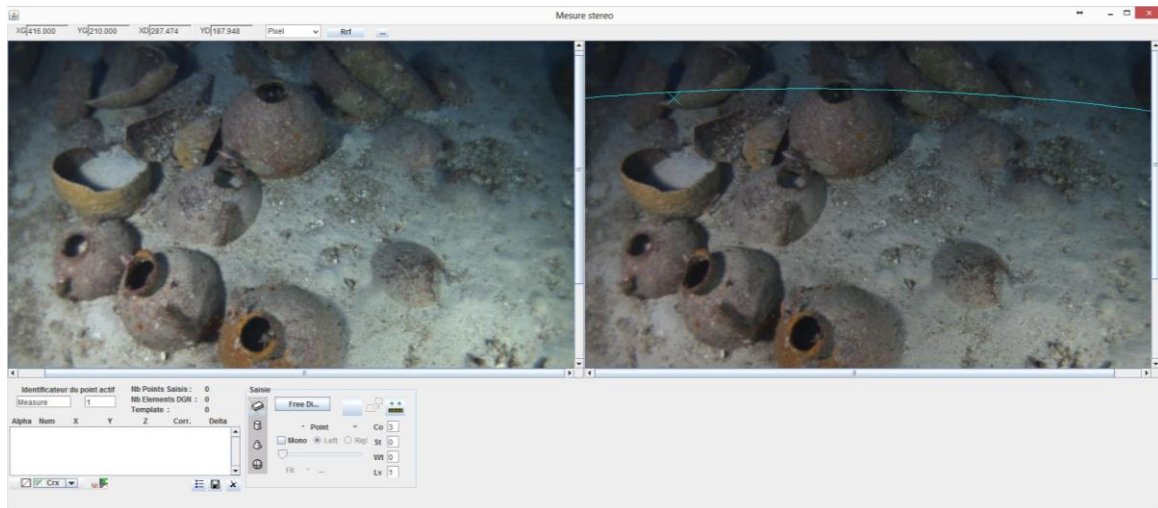 Mesure stereo
XG 416.000 YG 210.000 XD 287.474 YD 187.948 Pixel Rrf ...
Identificateur du point actif
Measure 1
Nb Points Saisis : 0
Nb Elements DGN : 0
Template : 0
Alpha Num X Y Z Corr. Delta
Crx
Saisie
Free Di...
Point
Mono Left Rigi
Fil ...
Co 3
St 0
Wt 0
Lv 1